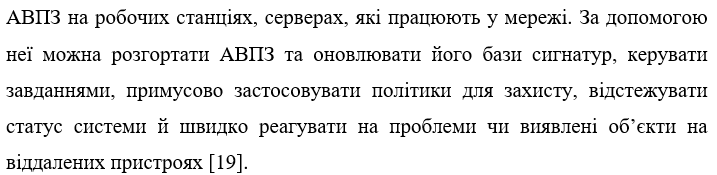 АВПЗ на робочих станціях, серверах, які працюють у мережі. За допомогою
неї можна розгортати АВПЗ та оновлювати його бази сигнатур, керувати
завданнями, примусово застосовувати політики для захисту, відстежувати
статус системи й швидко реагувати на проблеми чи виявлені об’єкти на
віддалених пристроях [19].